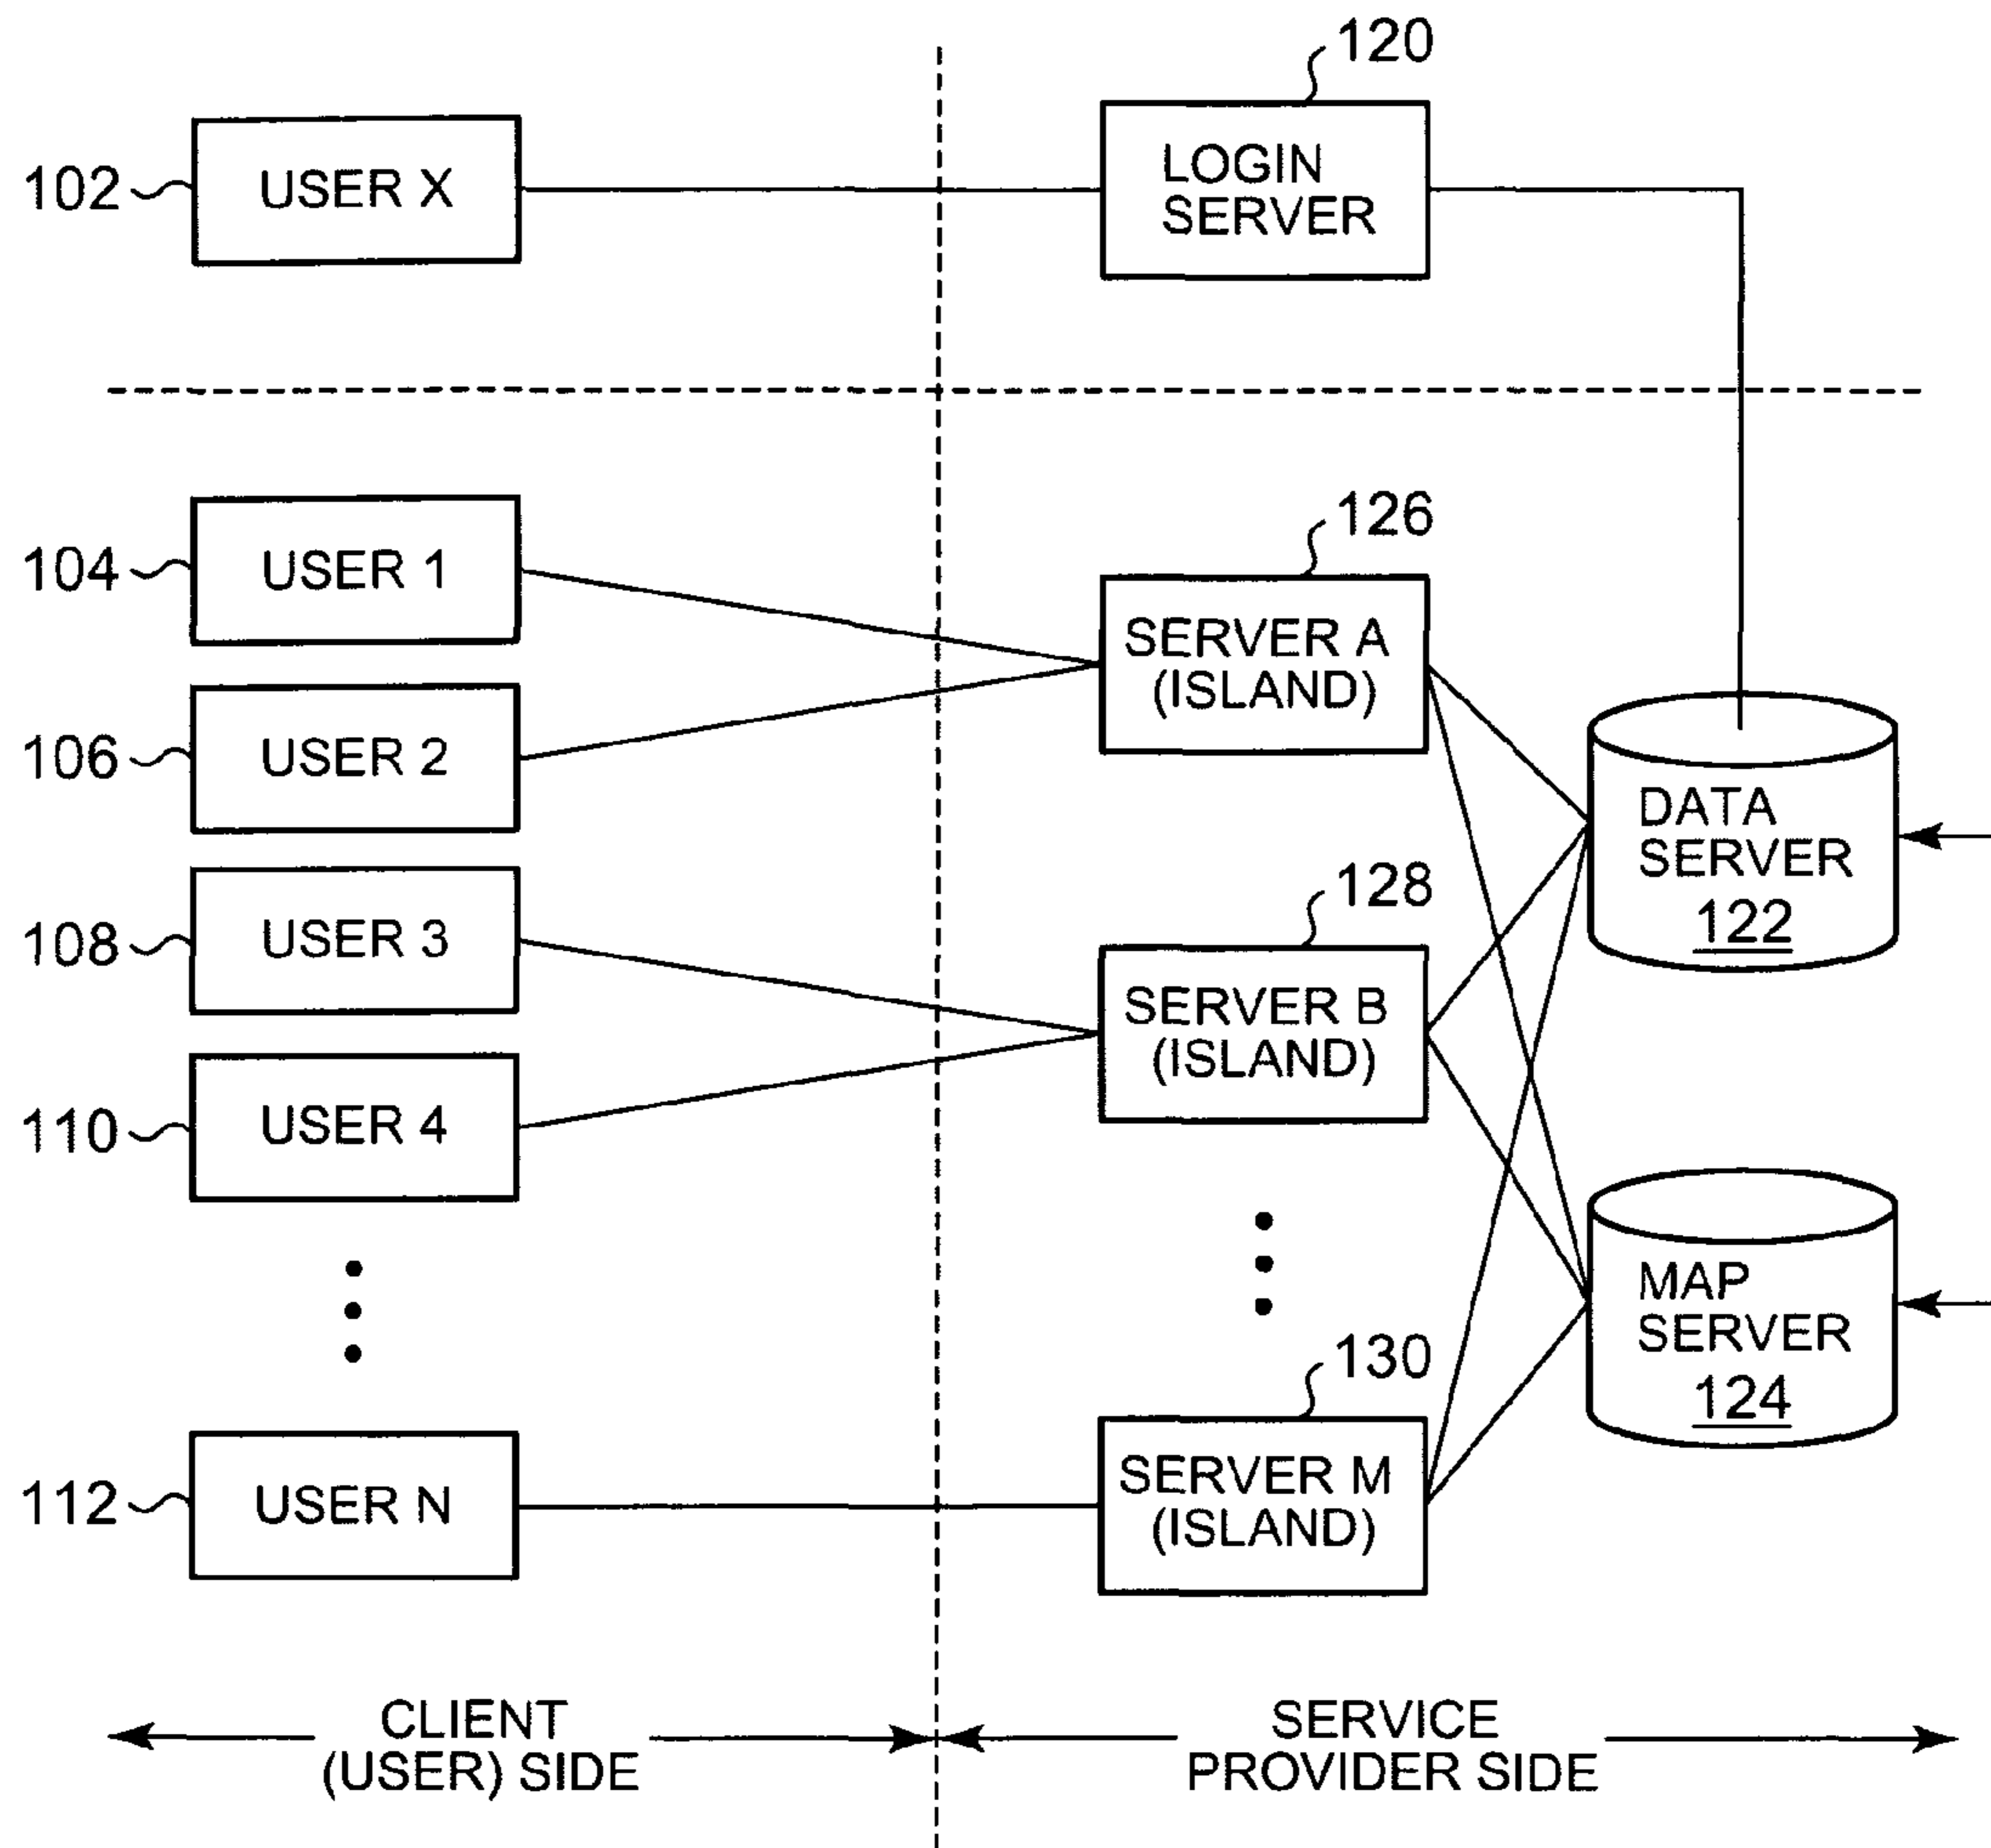 120
102
USER X
LOGIN
SERVER
104
USER 1
126
SERVER A
(ISLAND)
106
USER 2
DATA
SERVER
122
108
USER 3
128
SERVER B
(ISLAND)
110
USER 4
MAP
SERVER
124
130
112
USER N
SERVER M
(ISLAND)
CLIENT
(USER) SIDE
SERVICE
PROVIDER SIDE